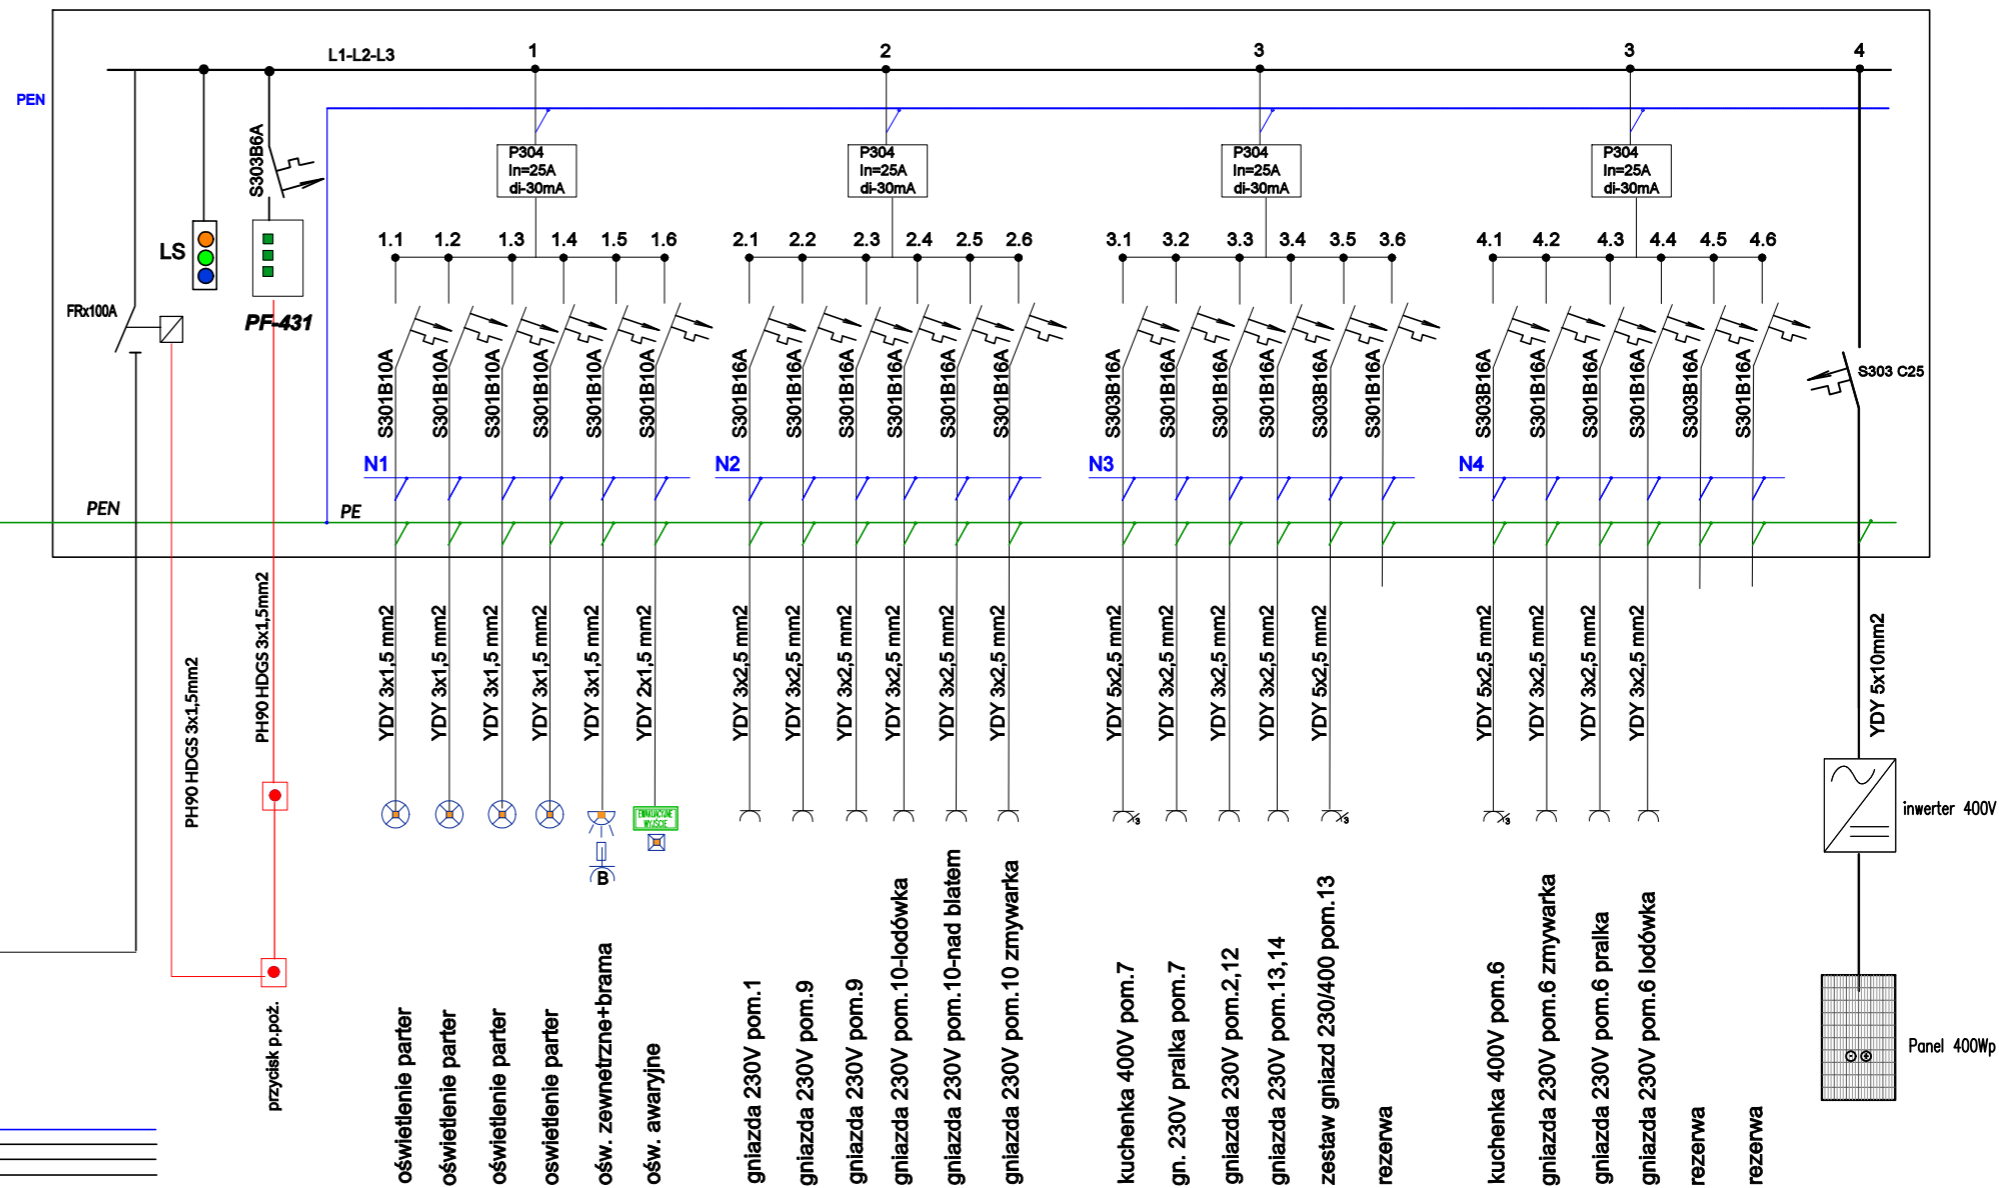 L1-L2-L3
1
2
3
3
4
PEN
S303B6A
P304
In=25A
di-30mA
P304
In=25A
di-30mA
P304
In=25A
di-30mA
P304
In=25A
di-30mA
LS
1.1
1.2
1.3
1.4
1.5
1.6
2.1
2.2
2.3
2.4
2.5
2.6
3.1
3.2
3.3
3.4
3.5
3.6
4.1
4.2
4.3
4.4
4.5
4.6
FRx100A
PF-431
S301B10A
S301B10A
S301B10A
S301B10A
S301B10A
S301B10A
S301B16A
S301B16A
S301B16A
S301B16A
S301B16A
S301B16A
S303B16A
S301B16A
S301B16A
S301B16A
S303B16A
S301B16A
S303B16A
S301B16A
S301B16A
S301B16A
S303B16A
S301B16A
S303 C25
N1
N2
N3
N4
PEN
PE
PH90 HDGS 3x1,5mm2
PH90 HDGS 3x1,5mm2
YDY 3x1,5 mm2
YDY 3x1,5 mm2
YDY 3x1,5 mm2
YDY 3x1,5 mm2
YDY 3x1,5 mm2
YDY 2x1,5 mm2
YDY 3x2,5 mm2
YDY 3x2,5 mm2
YDY 3x2,5 mm2
YDY 3x2,5 mm2
YDY 3x2,5 mm2
YDY 3x2,5 mm2
YDY 5x2,5 mm2
YDY 3x2,5 mm2
YDY 3x2,5 mm2
YDY 3x2,5 mm2
YDY 5x2,5 mm2
YDY 5x2,5 mm2
YDY 3x2,5 mm2
YDY 3x2,5 mm2
YDY 3x2,5 mm2
YDY 5x10mm2
EWAKUACYJNE
WYJŚCIE
3
3
3
B
inwerter 400V
Panel 400Wp
przycisk p.poż.
oświetlenie parter
oświetlenie parter
oświetlenie parter
oswietlenie parter
ośw. zewnetrzne+brama
ośw. awaryjne
gniazda 230V pom.1
gniazda 230V pom.9
gniazda 230V pom.9
gniazda 230V pom.10-lodówka
gniazda 230V pom.10-nad blatem
gniazda 230V pom.10 zmywarka
kuchenka 400V pom.7
gn. 230V pralka pom.7
gniazda 230V pom.2,12
gniazda 230V pom.13,14
zestaw gniazd 230/400 pom.13
rezerwa
kuchenka 400V pom.6
gniazda 230V pom.6 zmywarka
gniazda 230V pom.6 pralka
gniazda 230V pom.6 lodówka
rezerwa
rezerwa